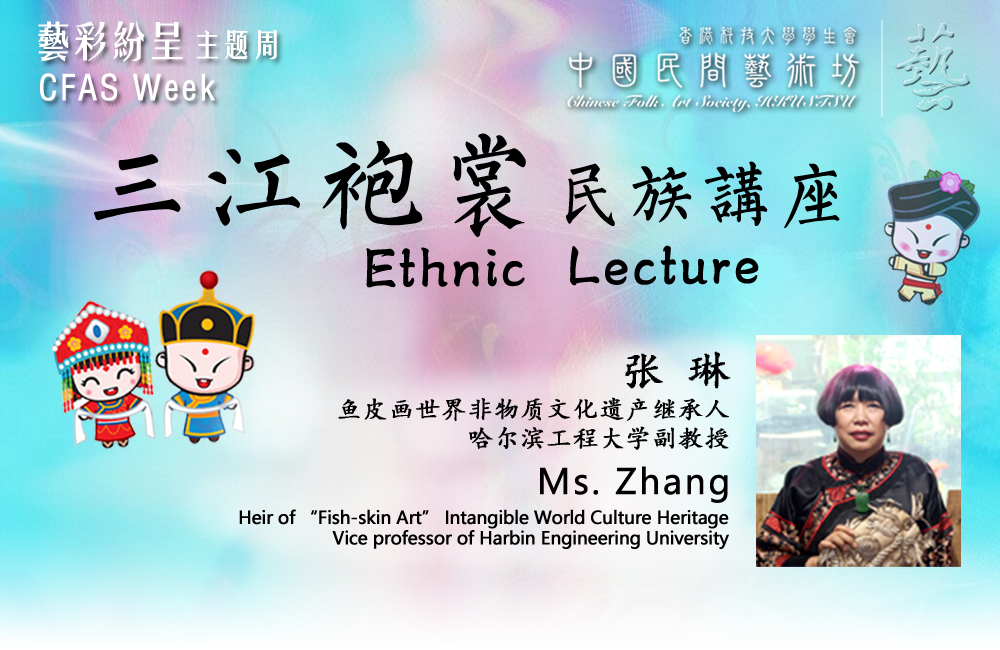 藝彩紛呈 主题周
CFAS Week
香港科技大學學生會
中國民間藝術坊
Chinese Folk Art Society, HKUSTSU
藝
三江袍裳 民族講座
Ethnic Lecture
张 琳
鱼皮画世界非物质文化遗产继承人
哈尔滨工程大学副教授
Ms. Zhang
Heir of “Fish-skin Art” Intangible World Culture Heritage
Vice professor of Harbin Engineering University